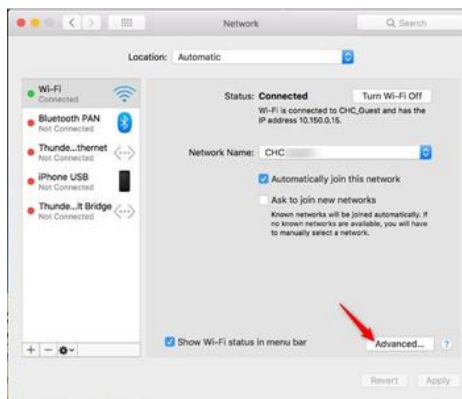 Network
Search
Location: Automatic
Wi-Fi
Connected
Bluetooth PAN
Not Connected
Thunde...thernet
Not Connected
iPhone USB
Not Connected
Thunde...lt Bridge
Not Connected
Status: Connected
Turn Wi-Fi Off
Wi-Fi is connected to CHC_Guest and has the
IP address 10.150.0.15.
Network Name: CHC
Automatically join this network
Ask to join new networks
Known networks will be joined automatically. If
no known networks are available, you will have
to manually select a network.
Show Wi-Fi status in menu bar
Advanced...
?
Revert
Apply